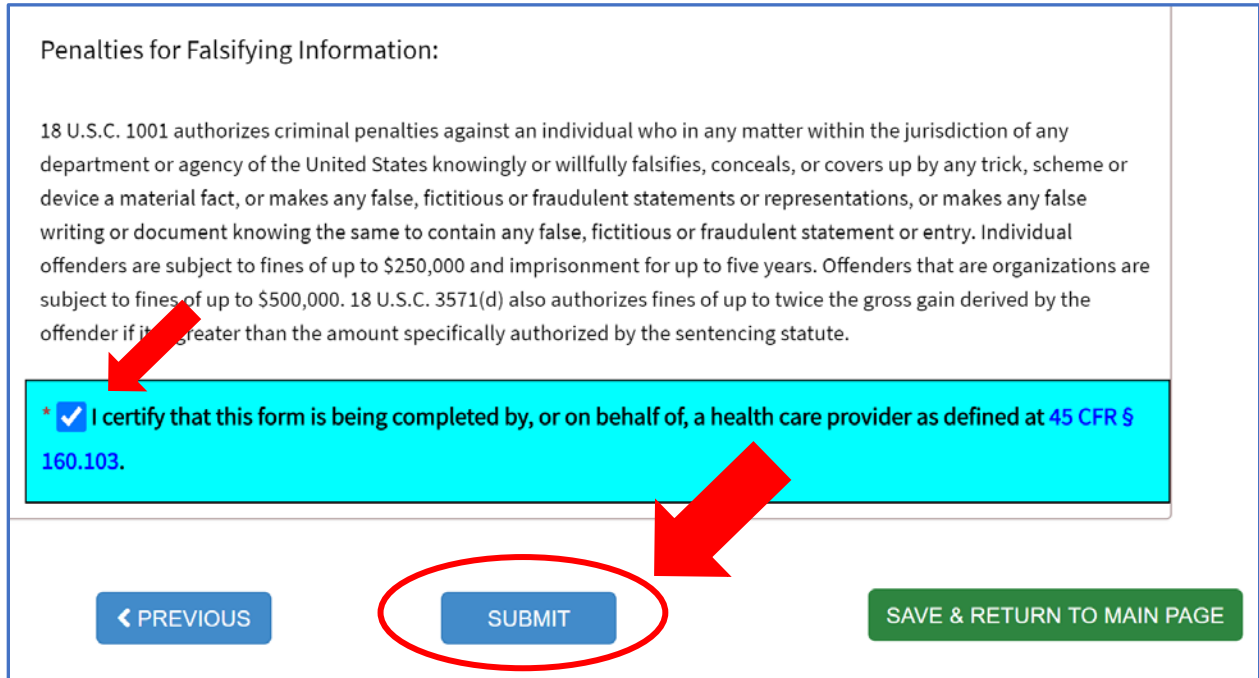 Penalties for Falsifying Information:
18 U.S.C. 1001 authorizes criminal penalties against an individual who in any matter within the jurisdiction of any
department or agency of the United States knowingly or willfully falsifies, conceals, or covers up by any trick, scheme or
device a material fact, or makes any false, fictitious or fraudulent statements or representations, or makes any false
writing or document knowing the same to contain any false, fictitious or fraudulent statement or entry. Individual
offenders are subject to fines of up to $250,000 and imprisonment for up to five years. Offenders that are organizations are
subject to fines of up to $500,000. 18 U.S.C. 3571(d) also authorizes fines of up to twice the gross gain derived by the
offender if it greater than the amount specifically authorized by the sentencing statute.
* I certify that this form is being completed by, or on behalf of, a health care provider as defined at 45 CFR §
160.103.
PREVIOUS
SUBMIT
SAVE & RETURN TO MAIN PAGE